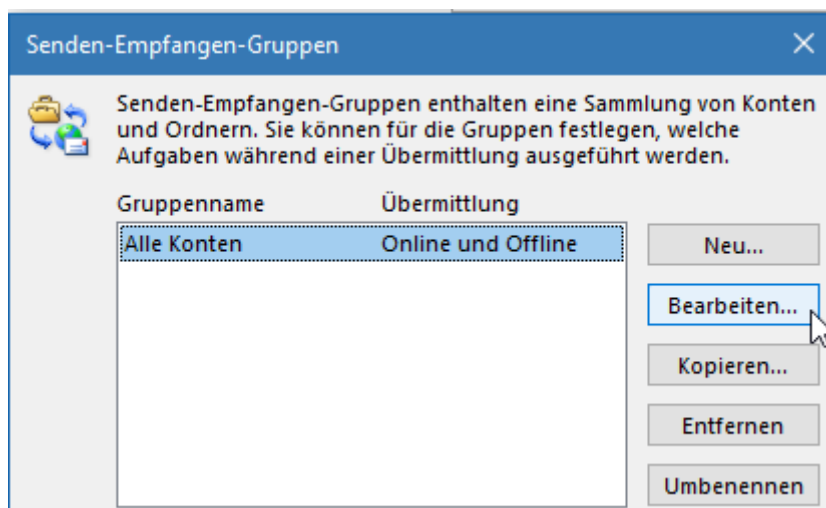 Senden-Empfangen-Gruppen
Senden-Empfangen-Gruppen enthalten eine Sammlung von Konten
und Ordnern. Sie können für die Gruppen festlegen, welche
Aufgaben während einer Übermittlung ausgeführt werden.
Gruppenname Übermittlung
Alle Konten Online und Offline
Neu...
Bearbeiten...
Kopieren...
Entfernen
Umbenennen